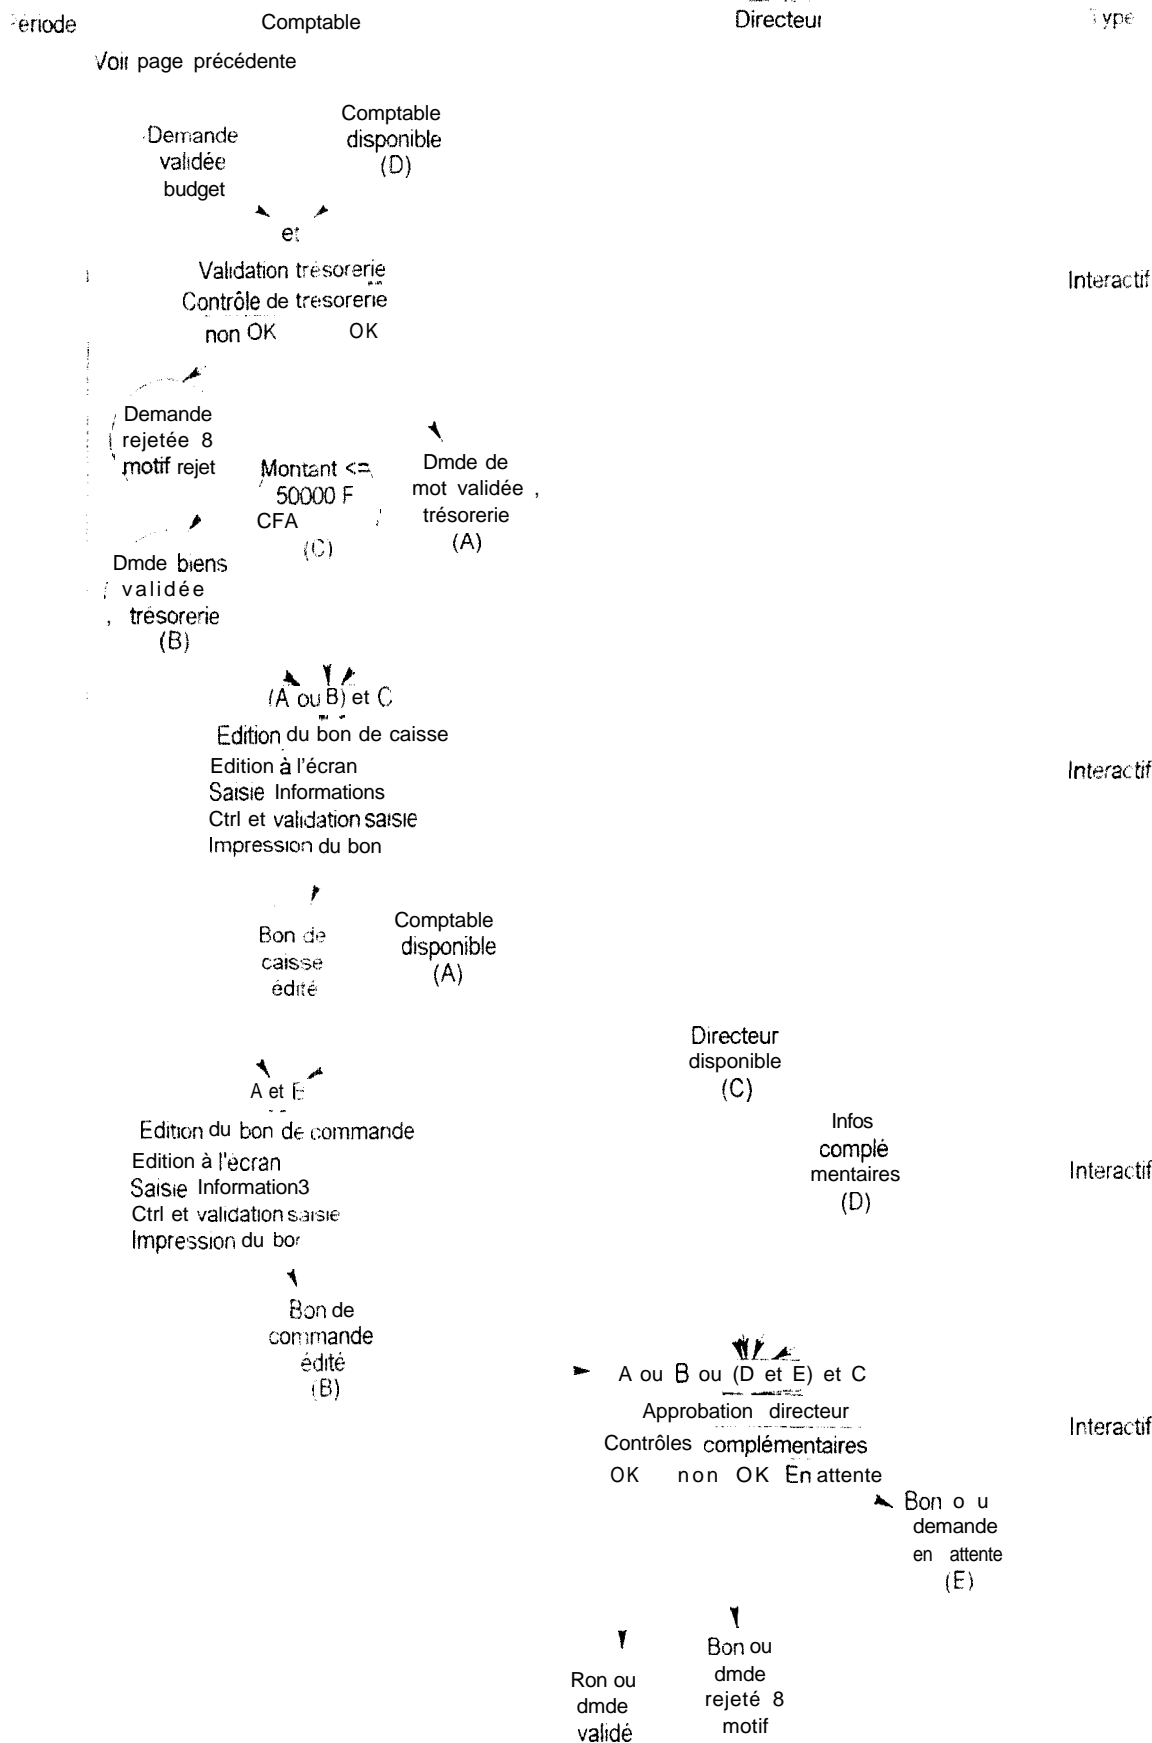 Période Comptable Directeur Type
Voir page précédente
Comptable
disponible
(D)
Demande
validée
budget
et
Validation trésorerie
Interactif
Contrôle de trésorerie
non OK OK
Demande
rejetée 8
motif rejet
Montant <=
50000 F
CFA
(C)
Dmde de
mot validée ,
trésorerie
(A)
Dmde biens
validée
, trésorerie
(B)
(A ou B) et C
Edition du bon de caisse
Edition à l'écran
Interactif
Saisie Informations
Ctrl et validation saisie
Impression du bon
Bon de
caisse
édité
Comptable
disponible
(A)
Directeur
disponible
(C)
A et E
Infos
complé
mentaires
(D)
Edition du bon de commande
Edition à l'écran
Interactif
Saisie Information3
Ctrl et validation saisie
Impression du bor
Bon de
commande
édité
(B)
A ou B ou (D et E) et C
Approbation directeur
Interactif
Contrôles complémentaires
OK non OK En attente
Bon o u
demande
en attente
(E)
Ron ou
dmde
validé
Bon ou
dmde
rejeté 8
motif